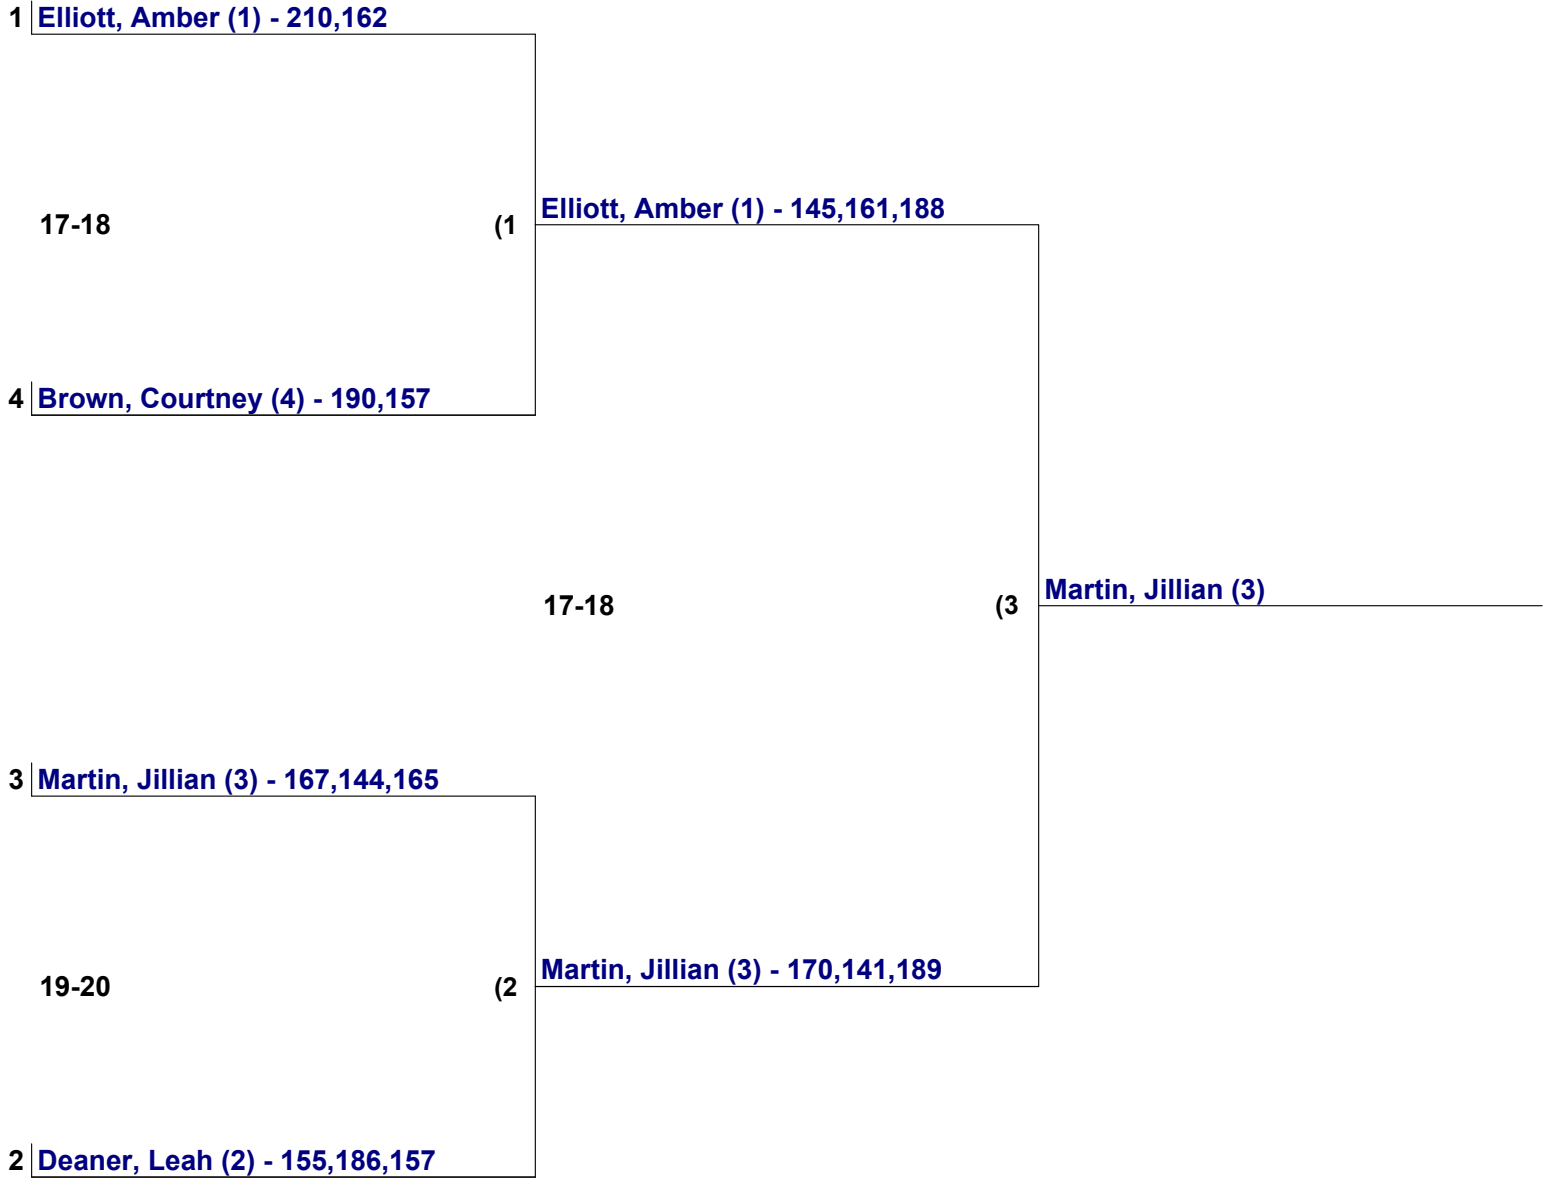 1 Elliott, Amber (1) - 210,162
Elliott, Amber (1) - 145,161,188
17-18 (1
4 Brown, Courtney (4) - 190,157
Martin, Jillian (3)
17-18 (3
3 Martin, Jillian (3) - 167,144,165
Martin, Jillian (3) - 170,141,189
19-20 (2
2 Deaner, Leah (2) - 155,186,157